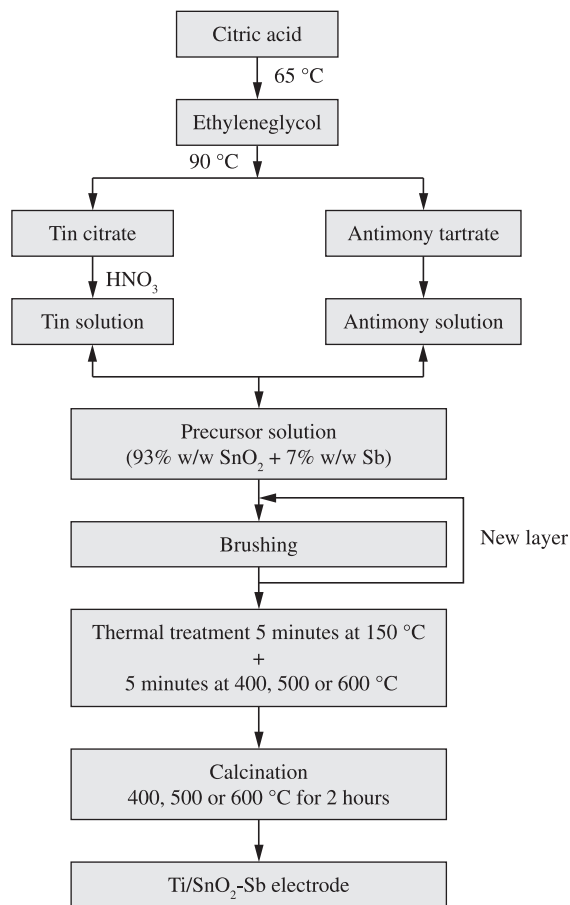 Citric acid
65 °C
Ethyleneglycol
90 °C
Tin citrate
Antimony tartrate
HNO₃
Tin solution
Antimony solution
Precursor solution
(93% w/w SnO₂ + 7% w/w Sb)
Brushing
New layer
Thermal treatment 5 minutes at 150 °C
+
5 minutes at 400, 500 or 600 °C
Calcination
400, 500 or 600 °C for 2 hours
Ti/SnO₂-Sb electrode